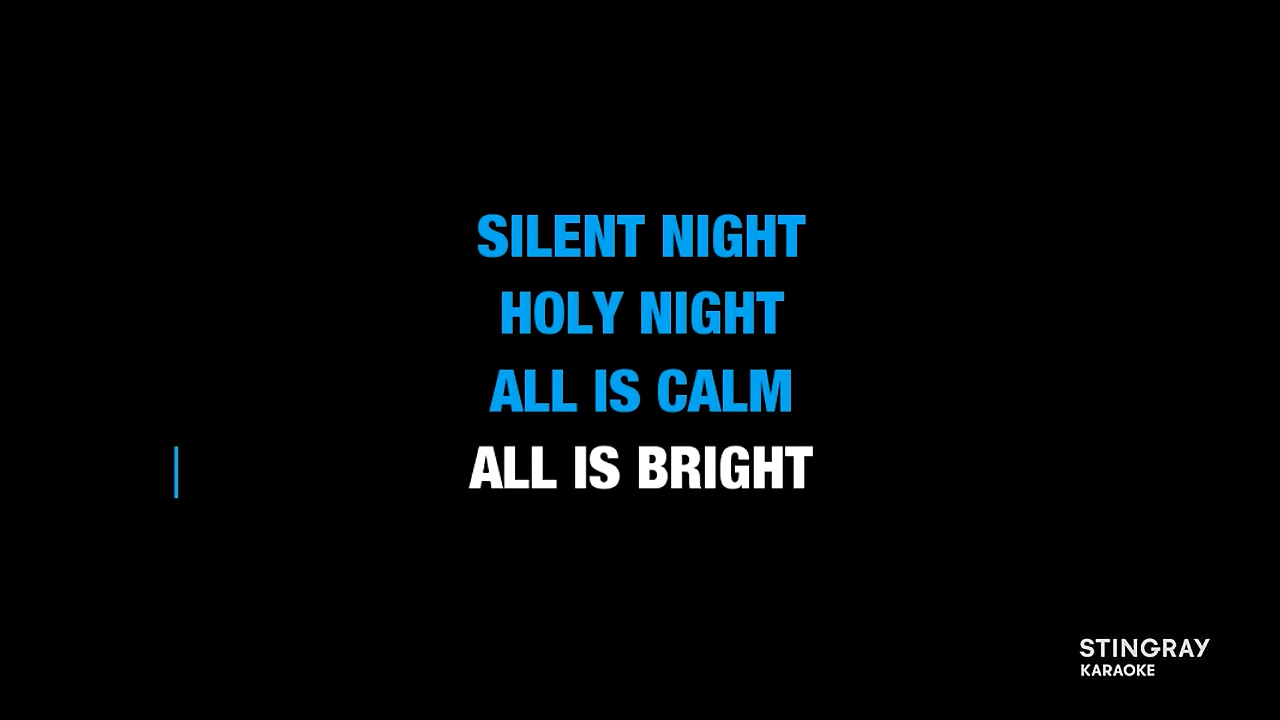 SILENT NIGHT
HOLY NIGHT
ALL IS CALM
ALL IS BRIGHT
STINGRAY
KARAOKE